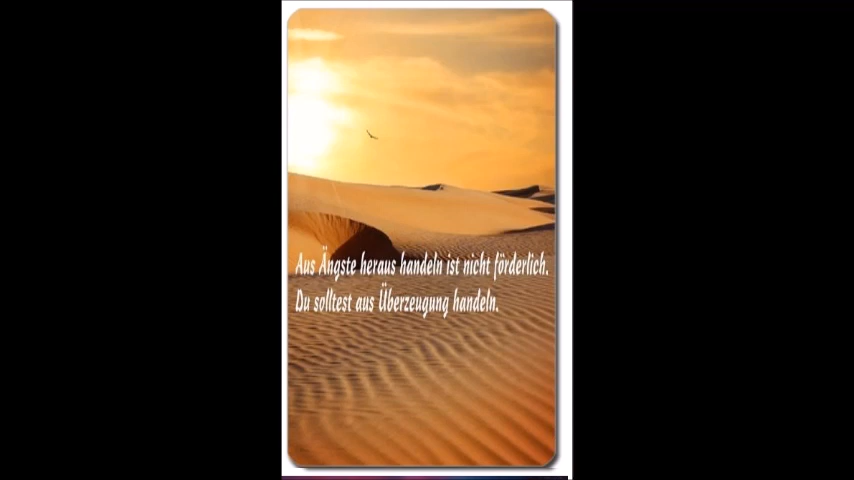 Aus Ängste heraus handeln ist nicht förderlich.
Du solltest aus Überzeugung handeln.